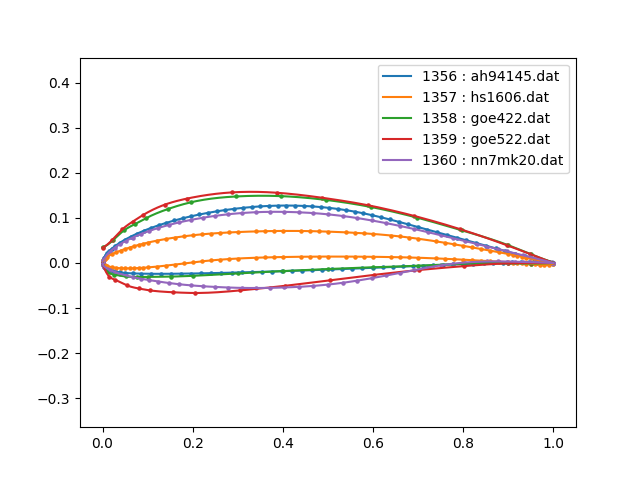 0.4
0.3
0.2
0.1
0.0
−0.1
−0.2
−0.3
0.0 0.2 0.4 0.6 0.8 1.0
1356 : ah94145.dat
1357 : hs1606.dat
1358 : goe422.dat
1359 : goe522.dat
1360 : nn7mk20.dat